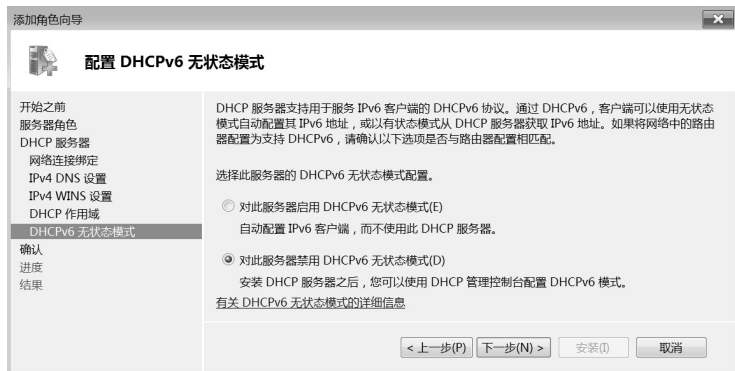 添加角色向导
配置 DHCPv6 无状态模式
开始之前
服务器角色
DHCP 服务器
网络连接绑定
IPv4 DNS 设置
IPv4 WINS 设置
DHCP 作用域
DHCPv6 无状态模式
确认
进度
结果
DHCP 服务器支持用于服务 IPv6 客户端的 DHCPv6 协议。通过 DHCPv6，客户端可以使用无状态
模式自动配置其 IPv6 地址，或以有状态模式从 DHCP 服务器获取 IPv6 地址。如果将网络中的路由
器配置为支持 DHCPv6，请确认以下选项是否与路由器配置相匹配。
选择此服务器的 DHCPv6 无状态模式配置。
对此服务器启用 DHCPv6 无状态模式(E)
自动配置 IPv6 客户端，而不使用此 DHCP 服务器。
对此服务器禁用 DHCPv6 无状态模式(D)
安装 DHCP 服务器之后，您可以使用 DHCP 管理控制台配置 DHCPv6 模式。
有关 DHCPv6 无状态模式的详细信息
< 上一步(P) 下一步(N) > 安装(I) 取消